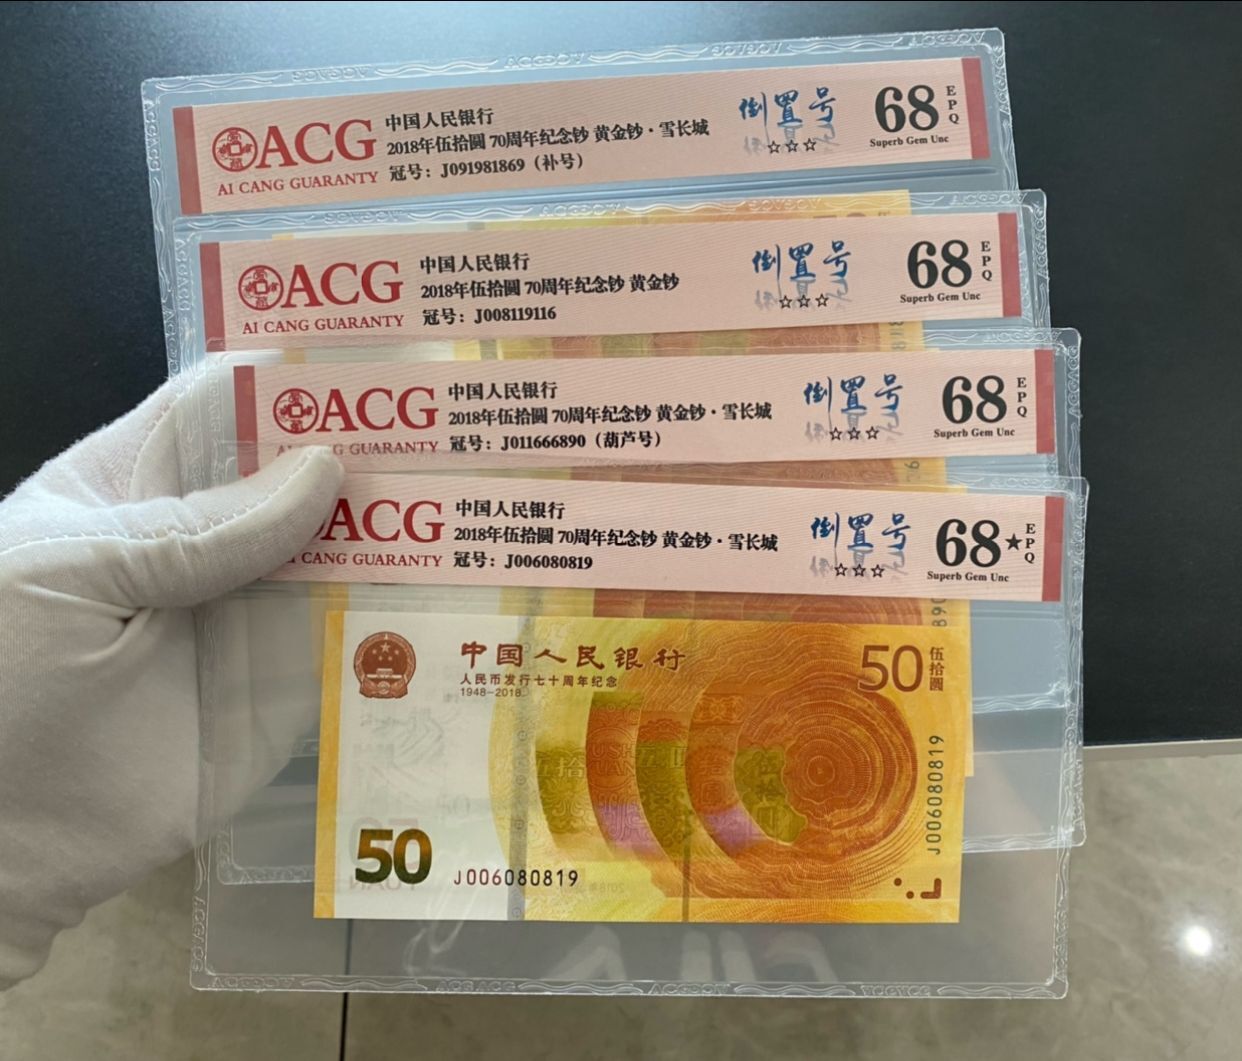 ACG
AI CANG GUARANTY
中国人民银行
2018年伍拾圆 70周年纪念钞 黄金钞·雪长城
冠号：J091981869（补号）
倒置号
☆☆☆
68
EPQ
Superb Gem Unc
ACG
AI CANG GUARANTY
中国人民银行
2018年伍拾圆 70周年纪念钞 黄金钞
冠号：J008119116
倒置号
☆☆☆
68
EPQ
Superb Gem Unc
ACG
GUARANTY
中国人民银行
2018年伍拾圆 70周年纪念钞 黄金钞·雪长城
冠号：J011666890（葫芦号）
倒置号
☆☆☆
68
EPQ
Superb Gem Unc
ACG
CANG GUARANTY
中国人民银行
2018年伍拾圆 70周年纪念钞 黄金钞·雪长城
冠号：J006080819
倒置号
☆☆☆
68★
EPQ
Superb Gem Unc
中国人民银行
人民币发行七十周年纪念
1948-2018
50
伍拾圆
J006080819
50
J006080819